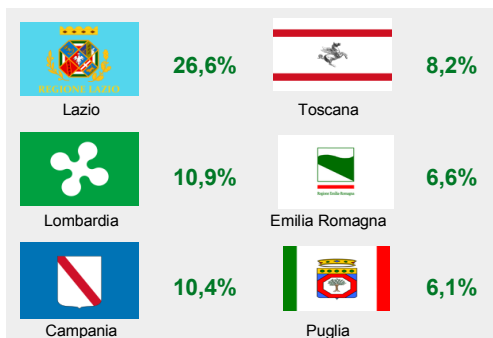 REGIONE LAZIO
26,6%
Lazio
8,2%
Toscana
10,9%
Lombardia
Regione Emilia Romagna
6,6%
Emilia Romagna
10,4%
Campania
6,1%
Puglia